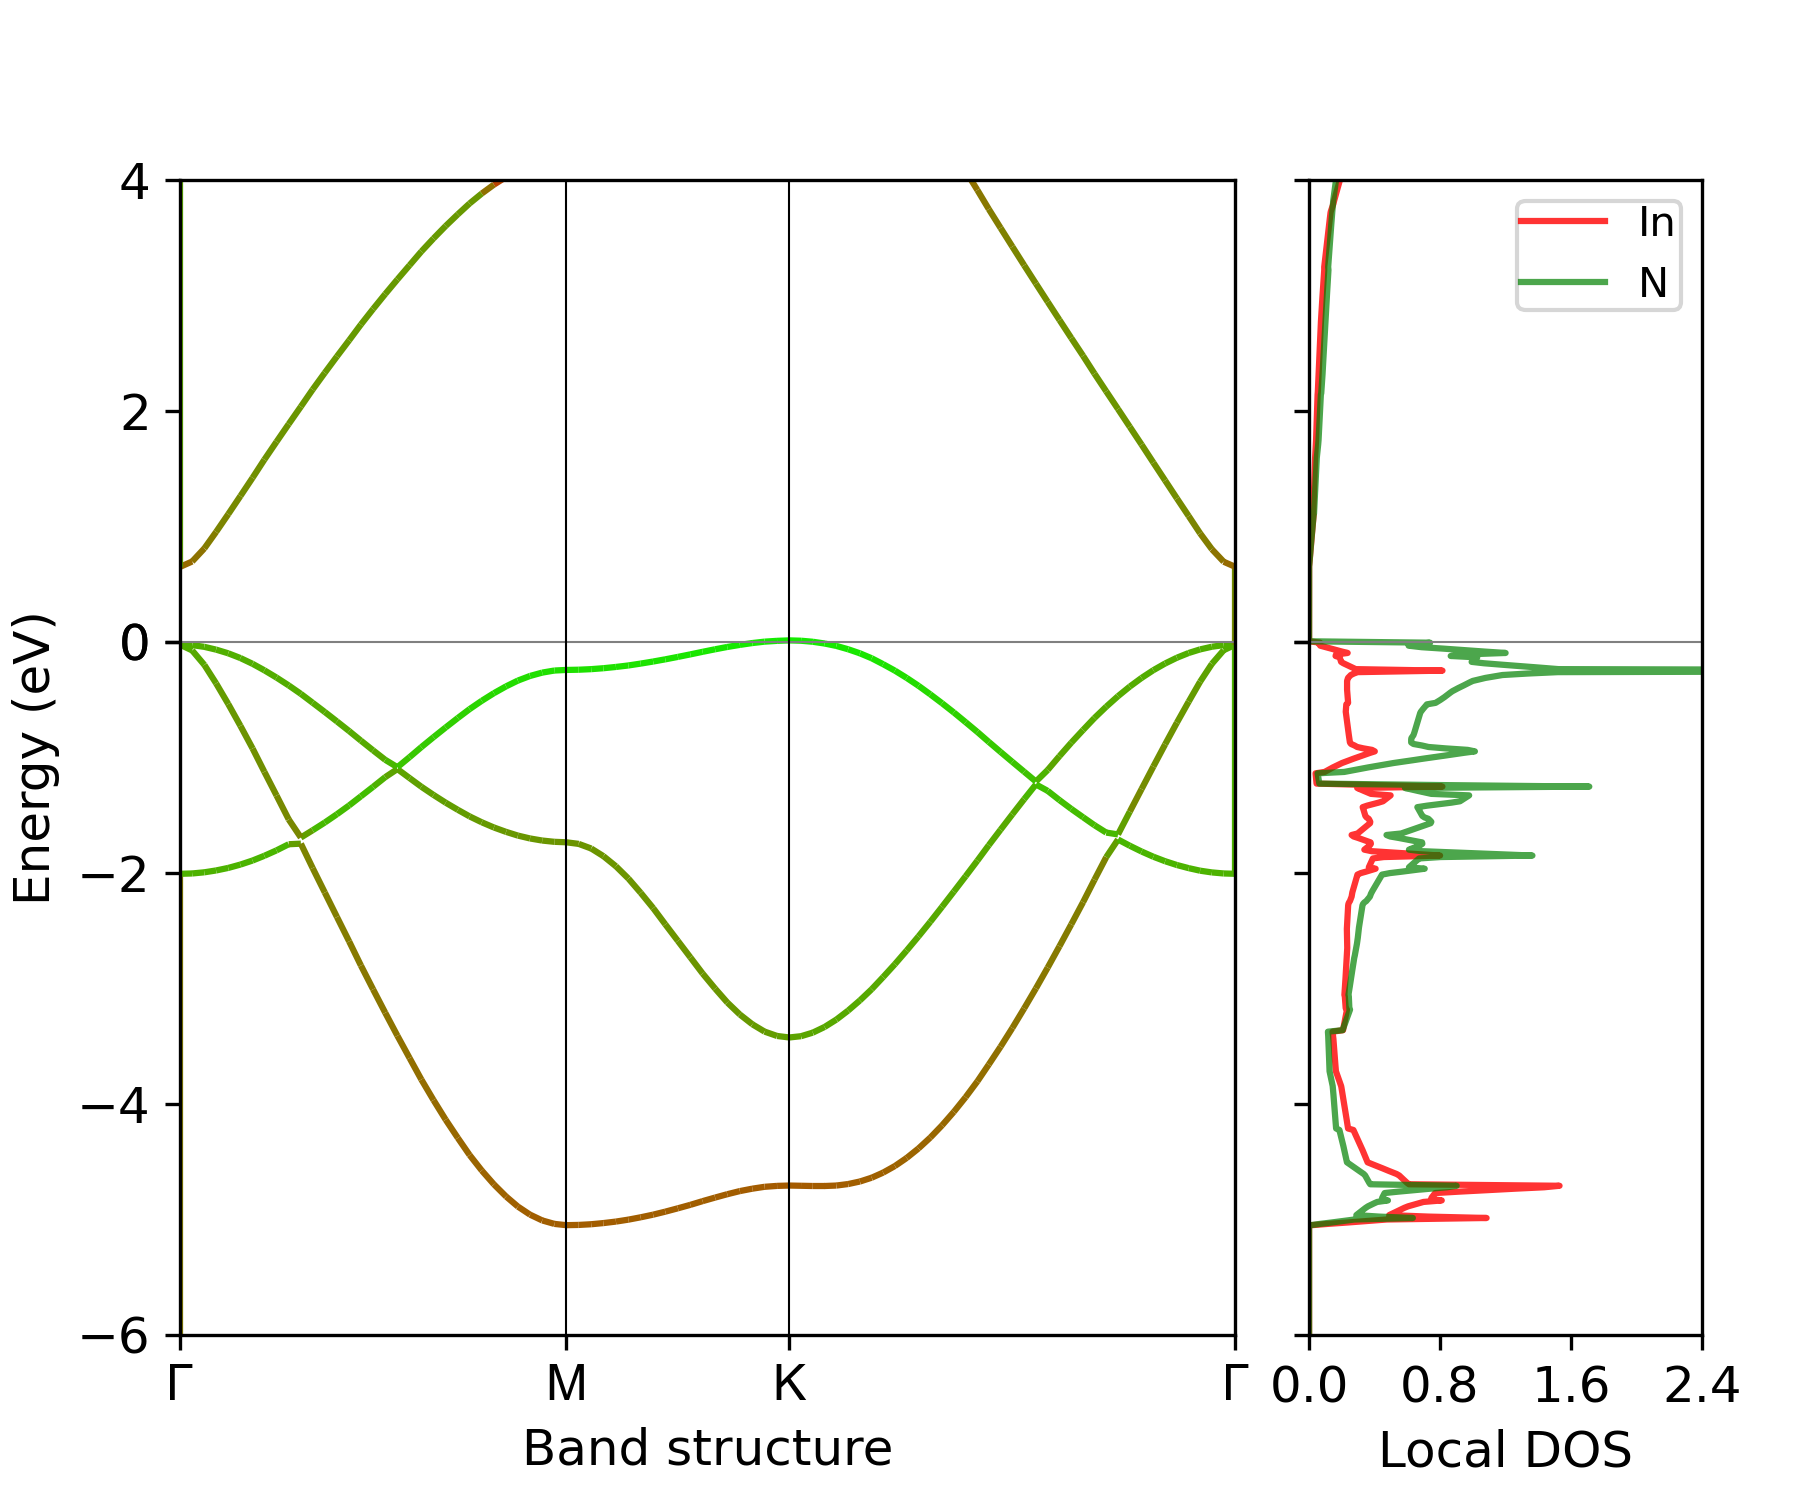 4
2
0
−2
−4
−6
Energy (eV)
Γ
M
K
Γ
Band structure
In
N
0.0
0.8
1.6
2.4
Local DOS